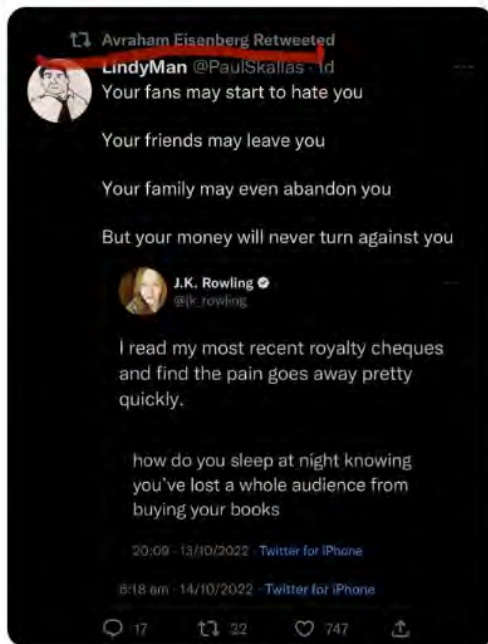 Avraham Eisenberg Retweeted
LindyMan @PaulSkallas · 1d
Your fans may start to hate you
Your friends may leave you
Your family may even abandon you
But your money will never turn against you
J.K. Rowling
@jk_rowling
I read my most recent royalty cheques
and find the pain goes away pretty
quickly.
how do you sleep at night knowing
you've lost a whole audience from
buying your books
20:09 · 13/10/2022 · Twitter for iPhone
8:18 am · 14/10/2022 · Twitter for iPhone
17 22 747